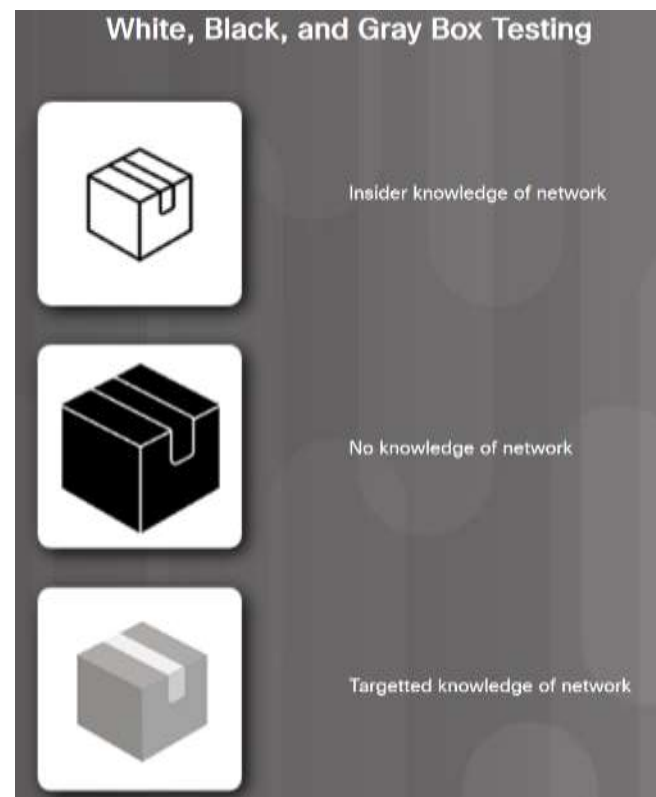 White, Black, and Gray Box Testing
Insider knowledge of network
No knowledge of network
Targetted knowledge of network